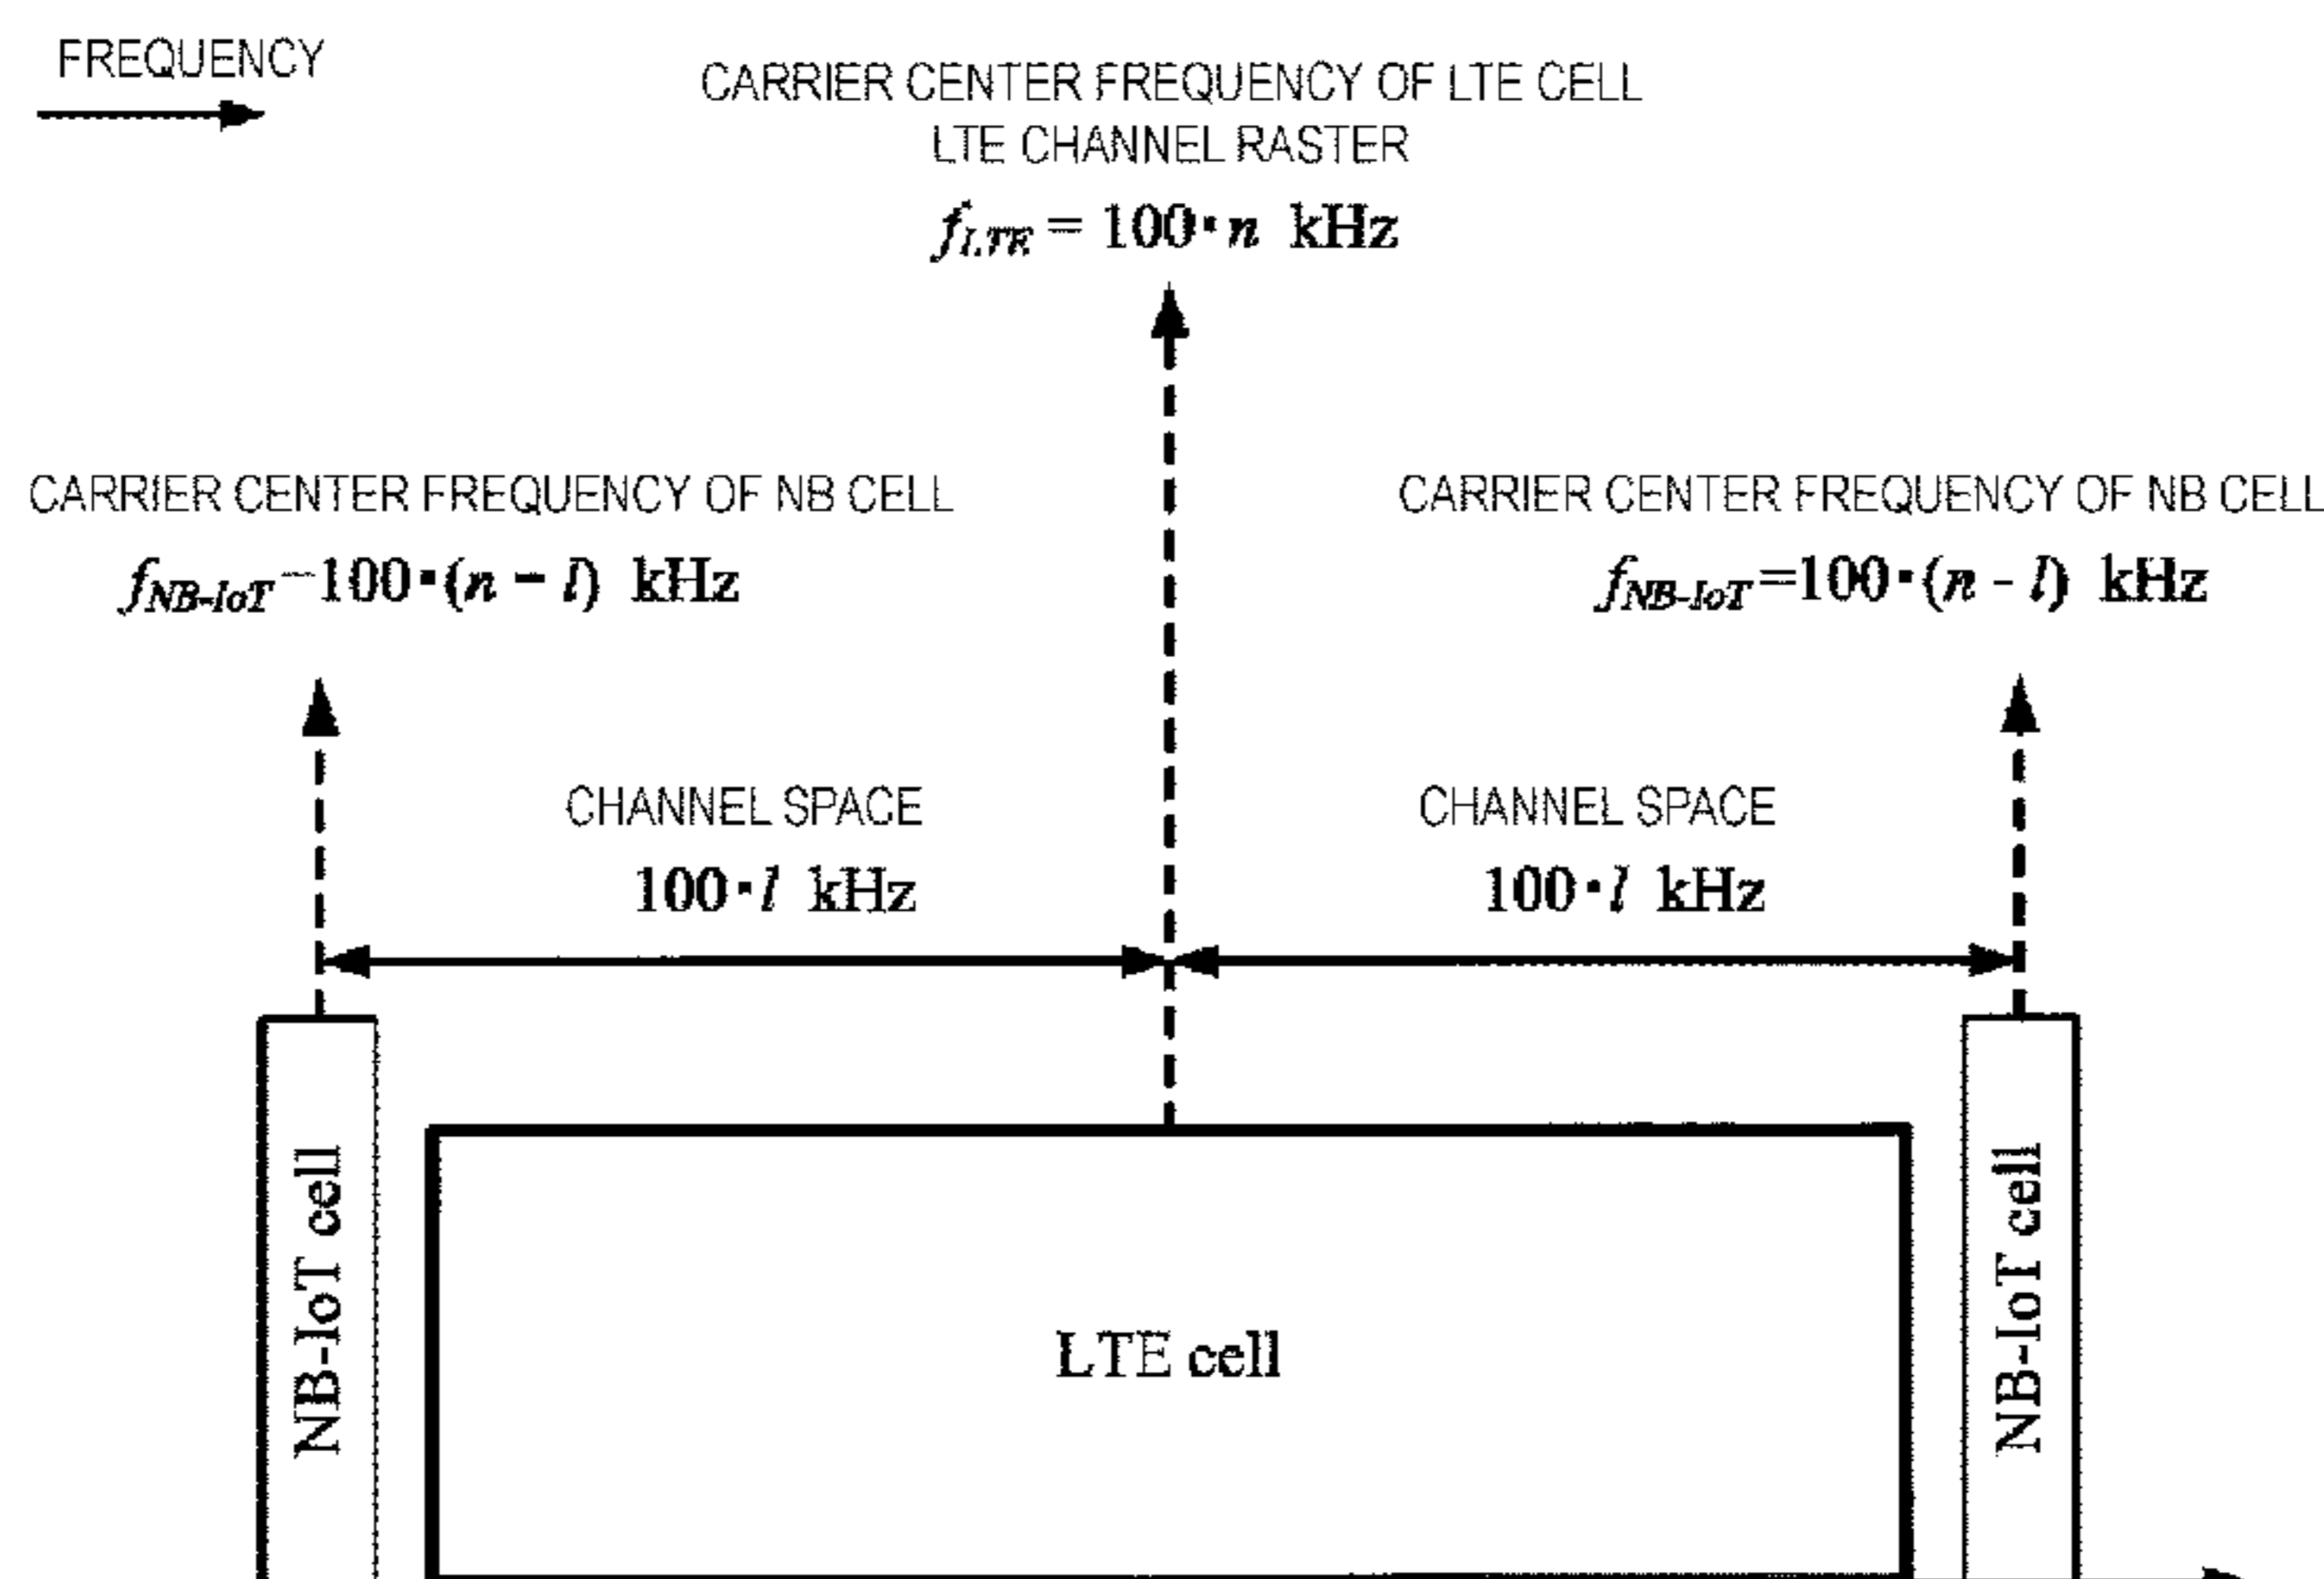 FREQUENCY
CARRIER CENTER FREQUENCY OF LTE CELL
LTE CHANNEL RASTER
f_LTE = 100·n kHz
CARRIER CENTER FREQUENCY OF NB CELL
f_NB-IoT −100·(n − l) kHz
CARRIER CENTER FREQUENCY OF NB CELL
f_NB-IoT =100·(n - l) kHz
CHANNEL SPACE
100·l kHz
CHANNEL SPACE
100·l kHz
NB-IoT cell
LTE cell
NB-IoT cell